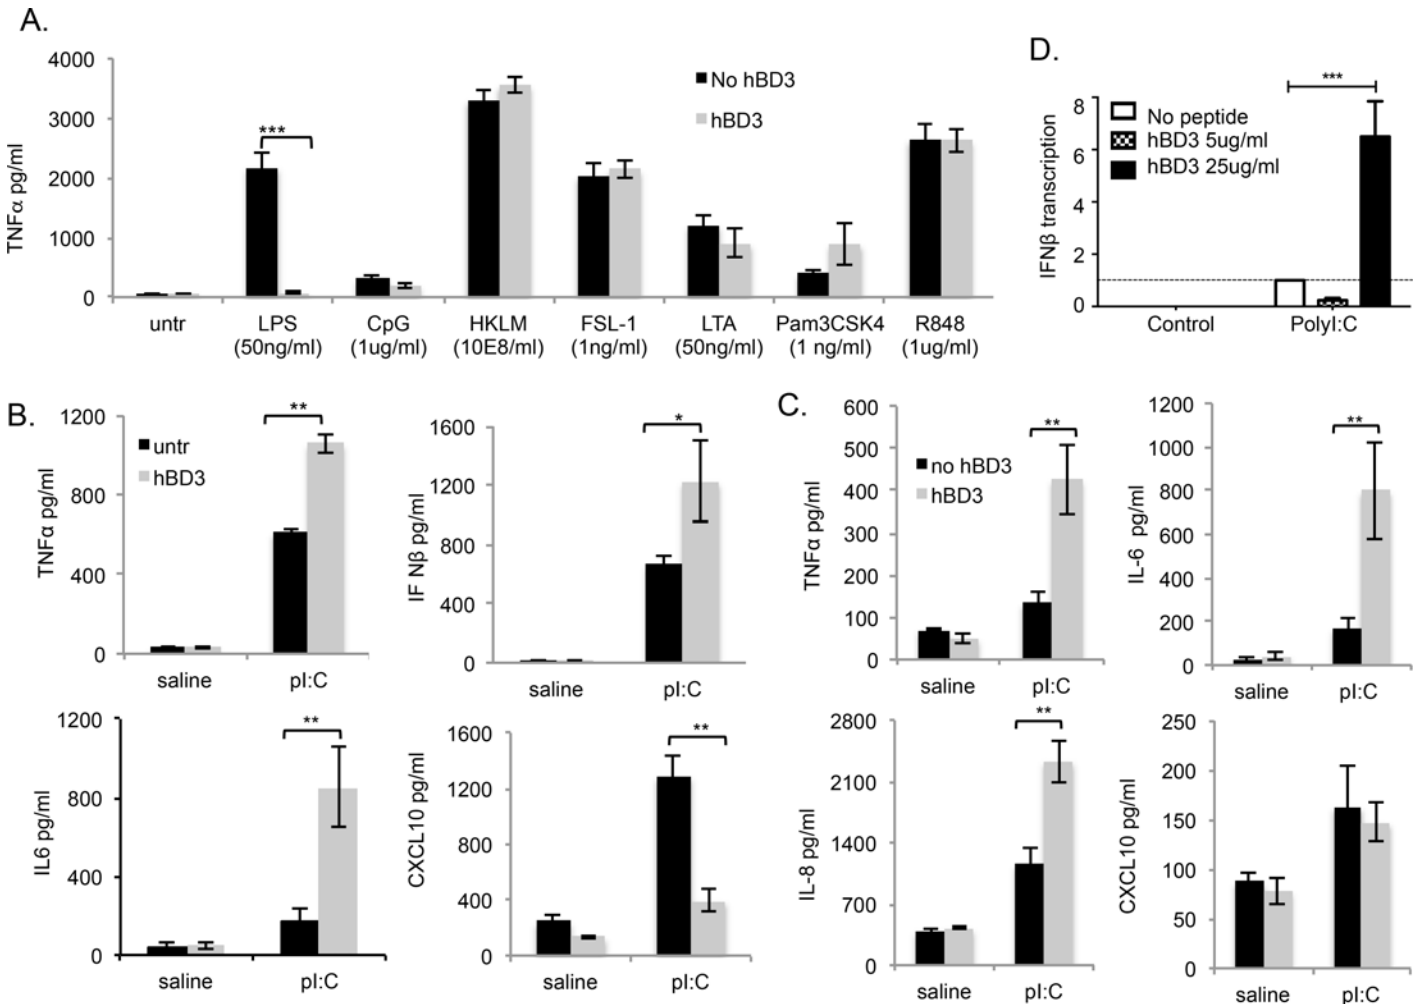 A.
TNFα pg/ml
4000
3000
2000
1000
0
***
No hBD3
hBD3
untr
LPS
(50ng/ml)
CpG
(1ug/ml)
HKLM
(10E8/ml)
FSL-1
(1ng/ml)
LTA
(50ng/ml)
Pam3CSK4
(1 ng/ml)
R848
(1ug/ml)
D.
IFNβ transcription
8
6
4
2
0
***
No peptide
hBD3 5ug/ml
hBD3 25ug/ml
Control
PolyI:C
B.
TNFα pg/ml
1200
800
400
0
**
untr
hBD3
saline
pI:C
IF Nβ pg/ml
1600
1200
800
400
0
*
saline
pI:C
IL6 pg/ml
1200
800
400
0
**
saline
pI:C
CXCL10 pg/ml
1600
1200
800
400
0
**
saline
pI:C
C.
TNFα pg/ml
600
500
400
300
200
100
0
**
no hBD3
hBD3
saline
pI:C
IL-6 pg/ml
1200
1000
800
600
400
200
0
**
saline
pI:C
IL-8 pg/ml
2800
2100
1400
700
0
**
saline
pI:C
CXCL10 pg/ml
250
200
150
100
50
0
saline
pI:C